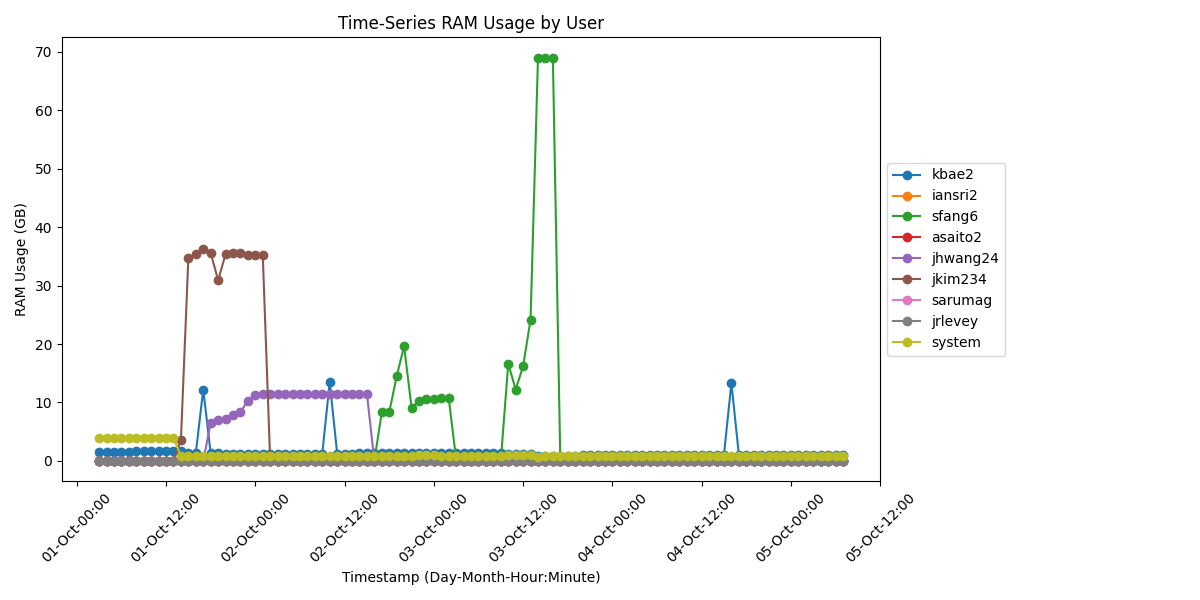 Time-Series RAM Usage by User
RAM Usage (GB)
70
60
50
40
30
20
10
0
01-Oct-00:00
01-Oct-12:00
02-Oct-00:00
02-Oct-12:00
03-Oct-00:00
03-Oct-12:00
04-Oct-00:00
04-Oct-12:00
05-Oct-00:00
05-Oct-12:00
Timestamp (Day-Month-Hour:Minute)
kbae2
iansri2
sfang6
asaito2
jhwang24
jkim234
sarumag
jrlevey
system